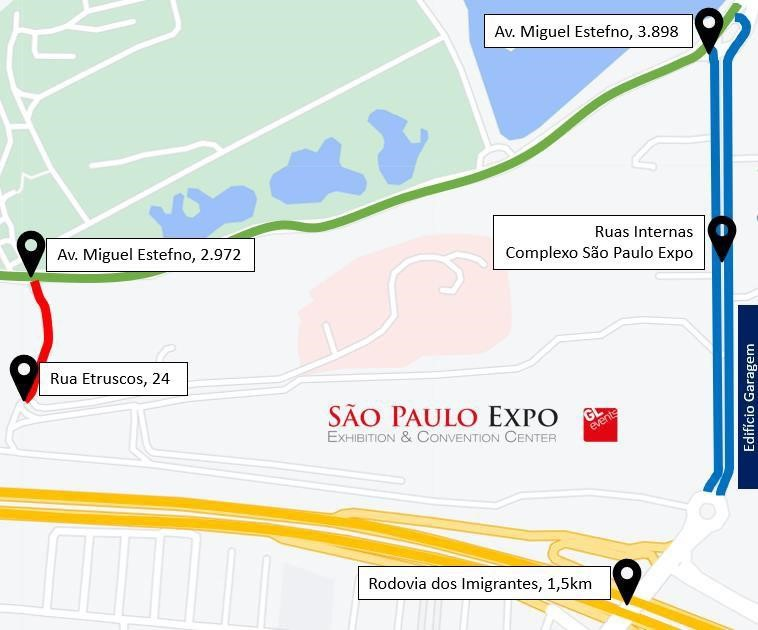 Av. Miguel Estefno, 3.898
Ruas Internas
Complexo São Paulo Expo
Av. Miguel Estefno, 2.972
Edifício Garagem
Rua Etruscos, 24
SÃO PAULO EXPO
EXHIBITION & CONVENTION CENTER
GL
events
Rodovia dos Imigrantes, 1,5km